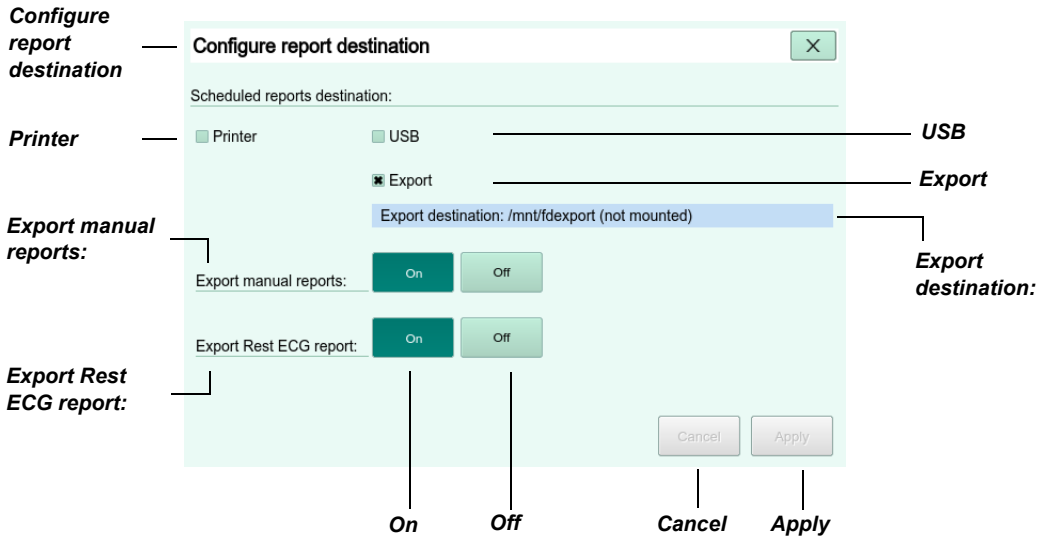 Configure
report
destination
Configure report destination
X
Scheduled reports destination:
Printer
Printer
USB
USB
Export
Export
Export destination: /mnt/fdexport (not mounted)
Export
destination:
Export manual
reports:
Export manual reports:
On
Off
Export Rest ECG report:
On
Off
Export Rest
ECG report:
Cancel
Apply
On
Off
Cancel
Apply